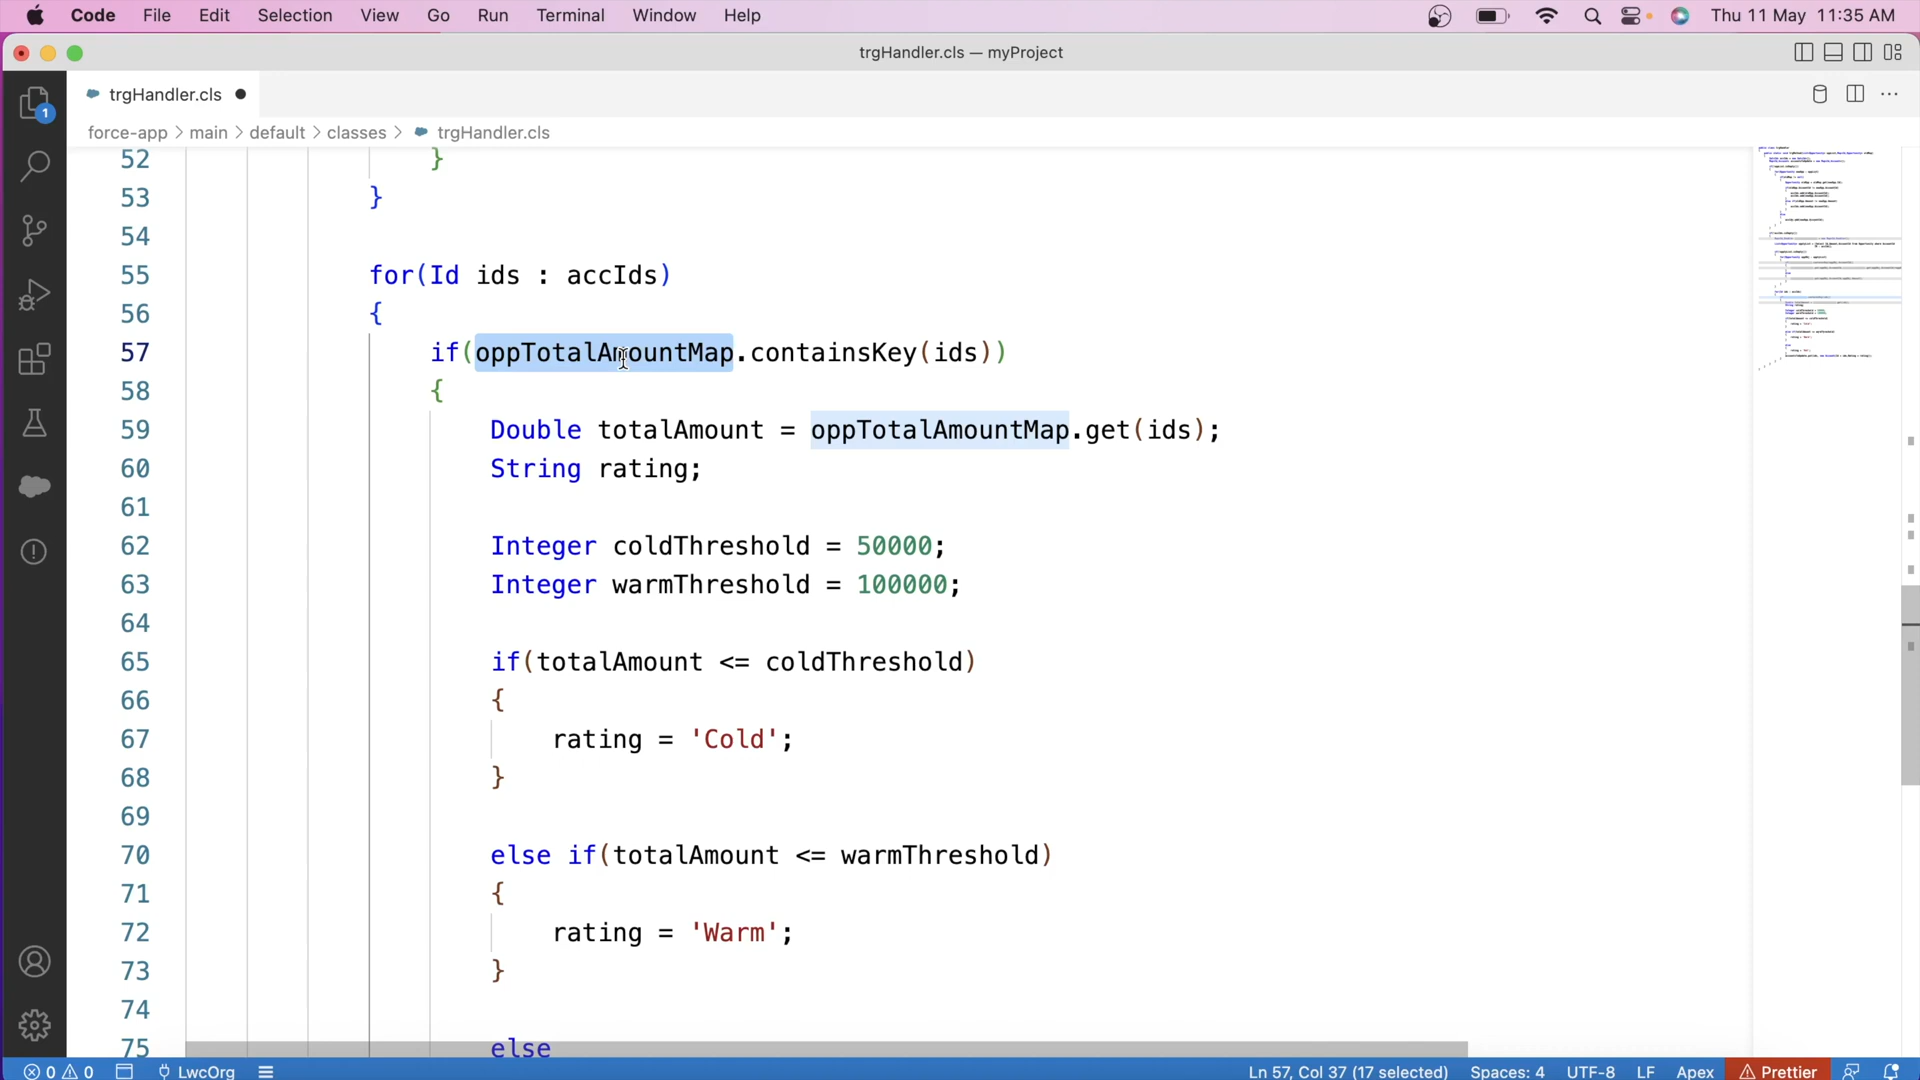 Code File Edit Selection View Go Run Terminal Window Help Thu 11 May 11:35 AM
trgHandler.cls — myProject
trgHandler.cls
force-app > main > default > classes > trgHandler.cls
1
52 }
53 }
54
55 for(Id ids : accIds)
56 {
57 if(oppTotalAmountMap.containsKey(ids))
58 {
59 Double totalAmount = oppTotalAmountMap.get(ids);
60 String rating;
61
62 Integer coldThreshold = 50000;
63 Integer warmThreshold = 100000;
64
65 if(totalAmount <= coldThreshold)
66 {
67 rating = 'Cold';
68 }
69
70 else if(totalAmount <= warmThreshold)
71 {
72 rating = 'Warm';
73 }
74
75 else
0 0 LwcOrg Ln 57, Col 37 (17 selected) Spaces: 4 UTF-8 LF Apex Prettier